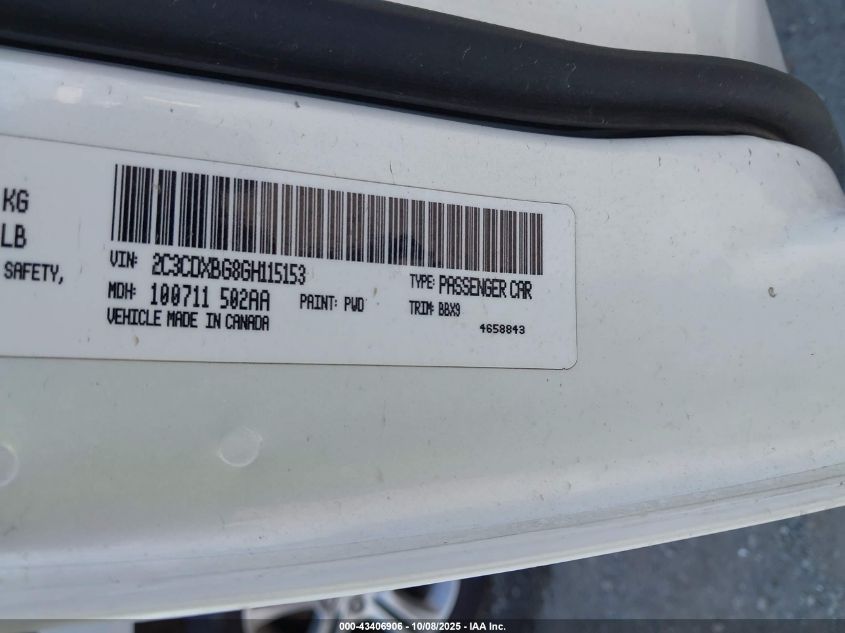 KG
LB
SAFETY,
VIN: 2C3CDXBG8GH115153
TYPE: PASSENGER CAR
MDH: 100711 502AA
PAINT: PWD
TRIM: BBX9
VEHICLE MADE IN CANADA
4658843
000-43406906 - 10/08/2025 - IAA Inc.